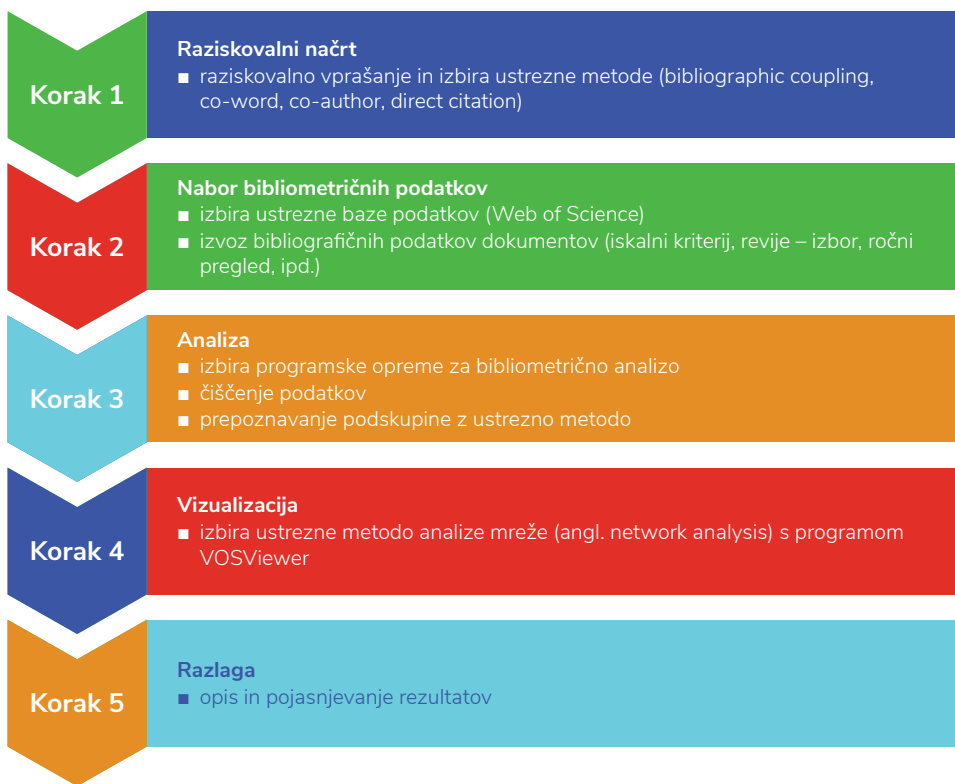 Korak 1
Raziskovalni načrt
■ raziskovalno vprašanje in izbira ustrezne metode (bibliographic coupling,
co-word, co-author, direct citation)
Korak 2
Nabor bibliometričnih podatkov
■ izbira ustrezne baze podatkov (Web of Science)
■ izvoz bibliografičnih podatkov dokumentov (iskalni kriterij, revije – izbor, ročni
pregled, ipd.)
Korak 3
Analiza
■ izbira programske opreme za bibliometrično analizo
■ čiščenje podatkov
■ prepoznavanje podskupine z ustrezno metodo
Korak 4
Vizualizacija
■ izbira ustrezne metodo analize mreže (angl. network analysis) s programom
VOSViewer
Korak 5
Razlaga
■ opis in pojasnjevanje rezultatov